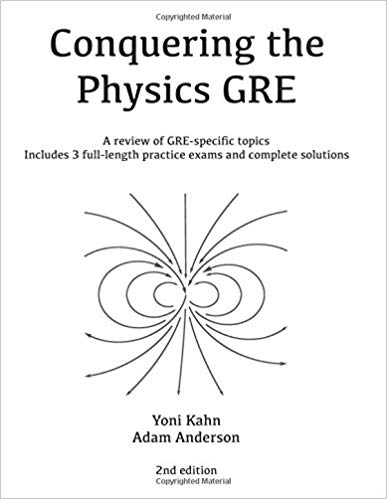 Copyrighted Material
Conquering the
Physics GRE
A review of GRE-specific topics
Includes 3 full-length practice exams and complete solutions
Yoni Kahn
Adam Anderson
2nd edition
Copyrighted Material